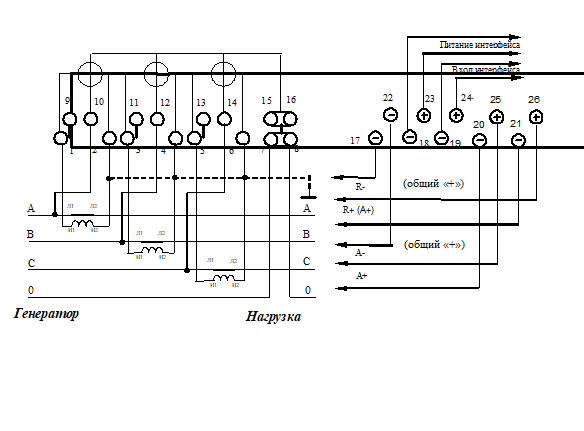 Питание интерфейса
Вход интерфейса
9 10 11 12 13 14 15 16 22 23 24 25 26
1 2 3 4 5 6 7 8 17 18 19 20 21
R- (общий «+»)
А А R+ (А+)
Л1 Л2
И1 И2
В В А- (общий «+»)
Л1 Л2
И1 И2
С С А+
Л1 Л2
И1 И2
0 0
Генератор Нагрузка